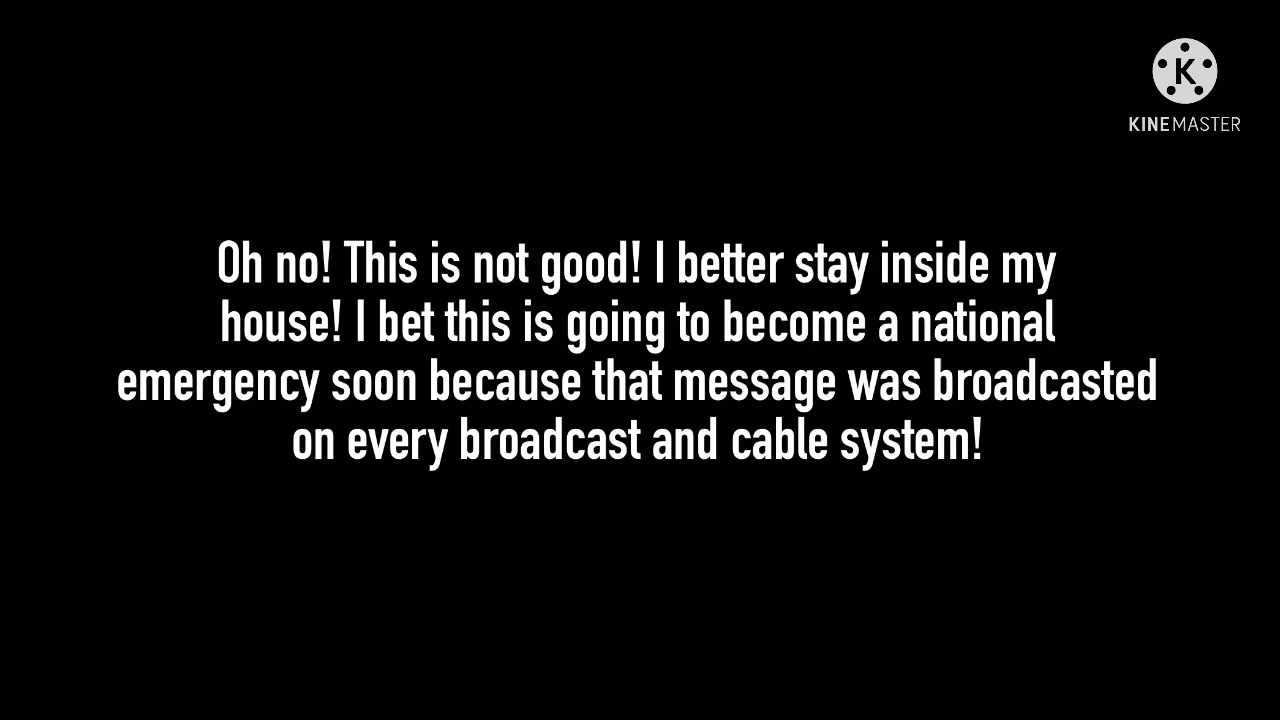 K
KINEMASTER
Oh no! This is not good! I better stay inside my
house! I bet this is going to become a national
emergency soon because that message was broadcasted
on every broadcast and cable system!